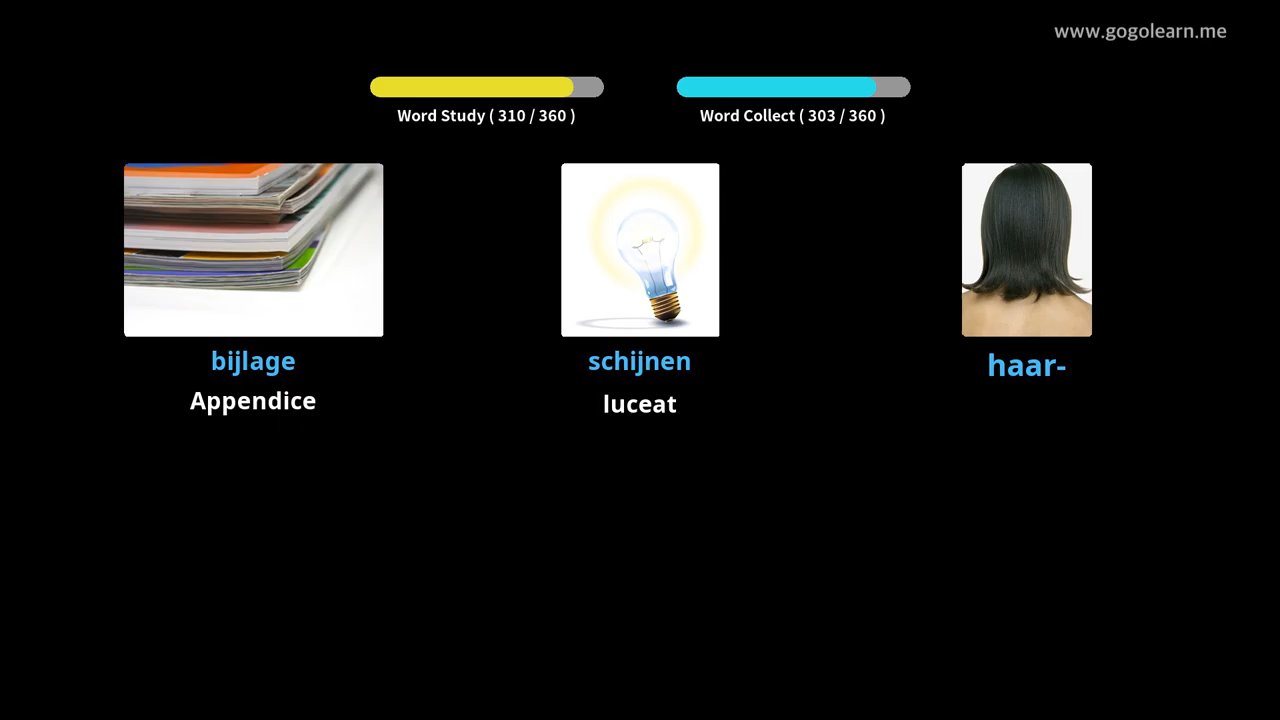 www.gogolearn.me
Word Study ( 310 / 360 )
Word Collect ( 303 / 360 )
bijlage
schijnen
haar-
Appendice
luceat